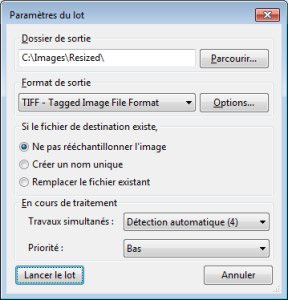 Paramètres du lot
Dossier de sortie
C:\Images\Resized\
Parcourir...
Format de sortie
TIFF - Tagged Image File Format
Options...
Si le fichier de destination existe,
Ne pas rééchantillonner l'image
Créer un nom unique
Remplacer le fichier existant
En cours de traitement
Travaux simultanés :
Détection automatique (4)
Priorité :
Bas
Lancer le lot
Annuler